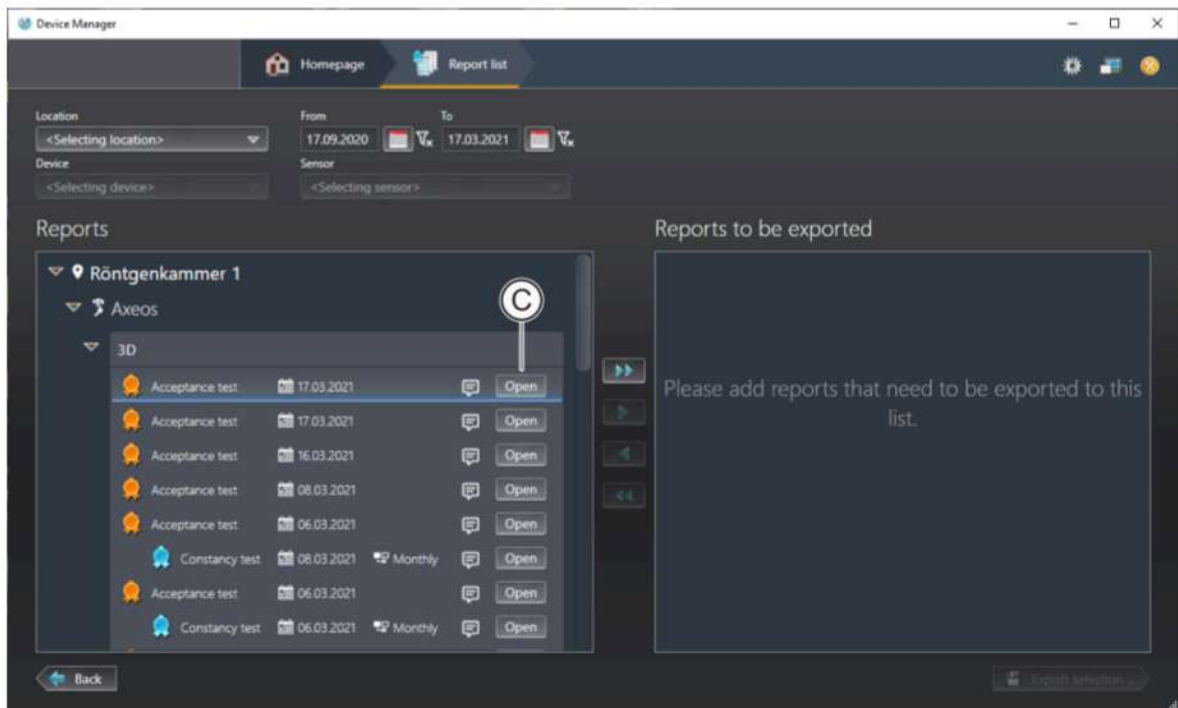 Device Manager
Homepage
Report list
Location
From
To
<Selecting location>
17.09.2020
17.03.2021
Device
Sensor
<Selecting device>
<Selecting sensor>
Reports
Reports to be exported
Röntgenkammer 1
Axeos
C
3D
Acceptance test 17.03.2021 Open
Acceptance test 17.03.2021 Open
Acceptance test 16.03.2021 Open
Acceptance test 08.03.2021 Open
Acceptance test 06.03.2021 Open
Constancy test 08.03.2021 Monthly Open
Acceptance test 06.03.2021 Open
Constancy test 06.03.2021 Monthly Open
Please add reports that need to be exported to this
list.
Back
Export selection ...